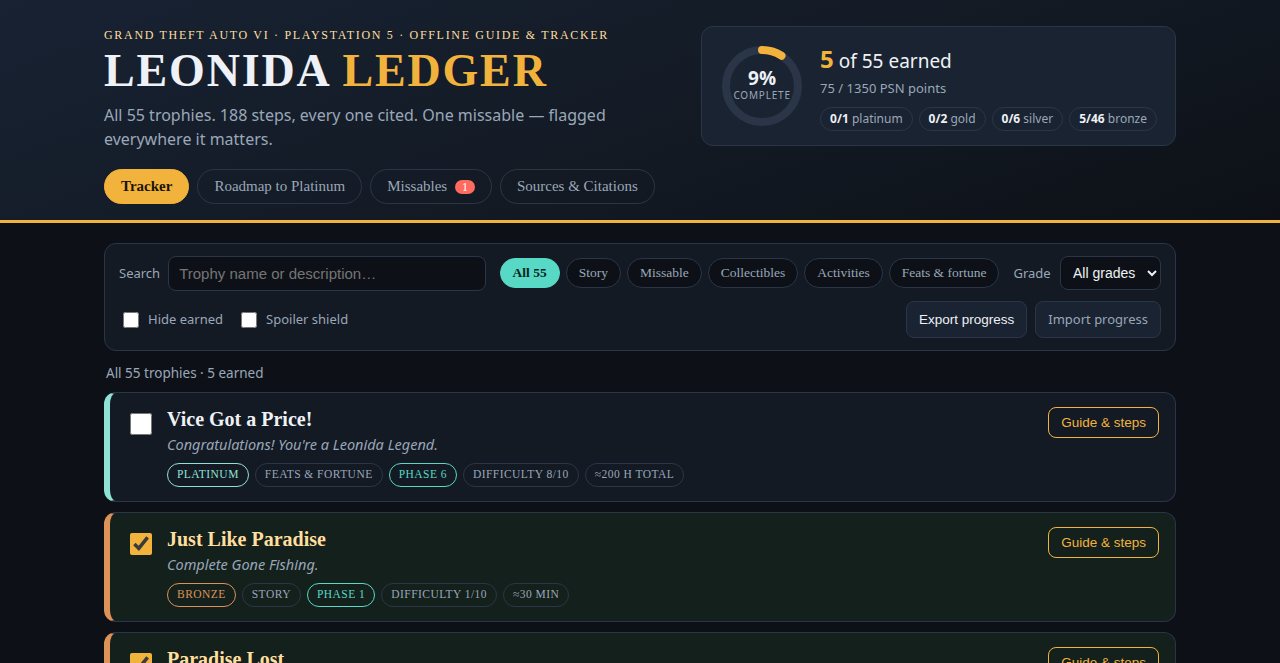 GRAND THEFT AUTO VI · PLAYSTATION 5 · OFFLINE GUIDE & TRACKER
LEONIDA LEDGER
All 55 trophies. 188 steps, every one cited. One missable — flagged
everywhere it matters.
9%
COMPLETE
5 of 55 earned
75 / 1350 PSN points
0/1 platinum 0/2 gold 0/6 silver 5/46 bronze
Tracker Roadmap to Platinum Missables 1 Sources & Citations
Search Trophy name or description… All 55 Story Missable Collectibles Activities Feats & fortune Grade All grades
Hide earned Spoiler shield Export progress Import progress
All 55 trophies · 5 earned
Vice Got a Price!
Congratulations! You're a Leonida Legend.
PLATINUM FEATS & FORTUNE PHASE 6 DIFFICULTY 8/10 ≈200 H TOTAL
Guide & steps
Just Like Paradise
Complete Gone Fishing.
BRONZE STORY PHASE 1 DIFFICULTY 1/10 ≈30 MIN
Guide & steps
Paradise Lost
Guide & steps